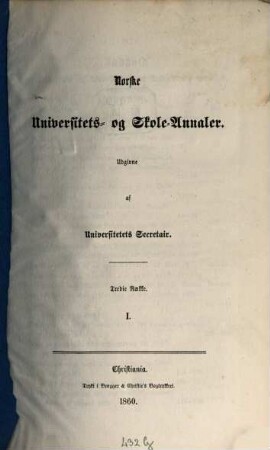 Norske
Universitets- og Skole-Annaler.
Udgivne
af
Universitetets Secretair.
Tredie Række.
I.
Christiania.
Trykt i Brøgger & Christie's Bogtrykkeri.
1860.